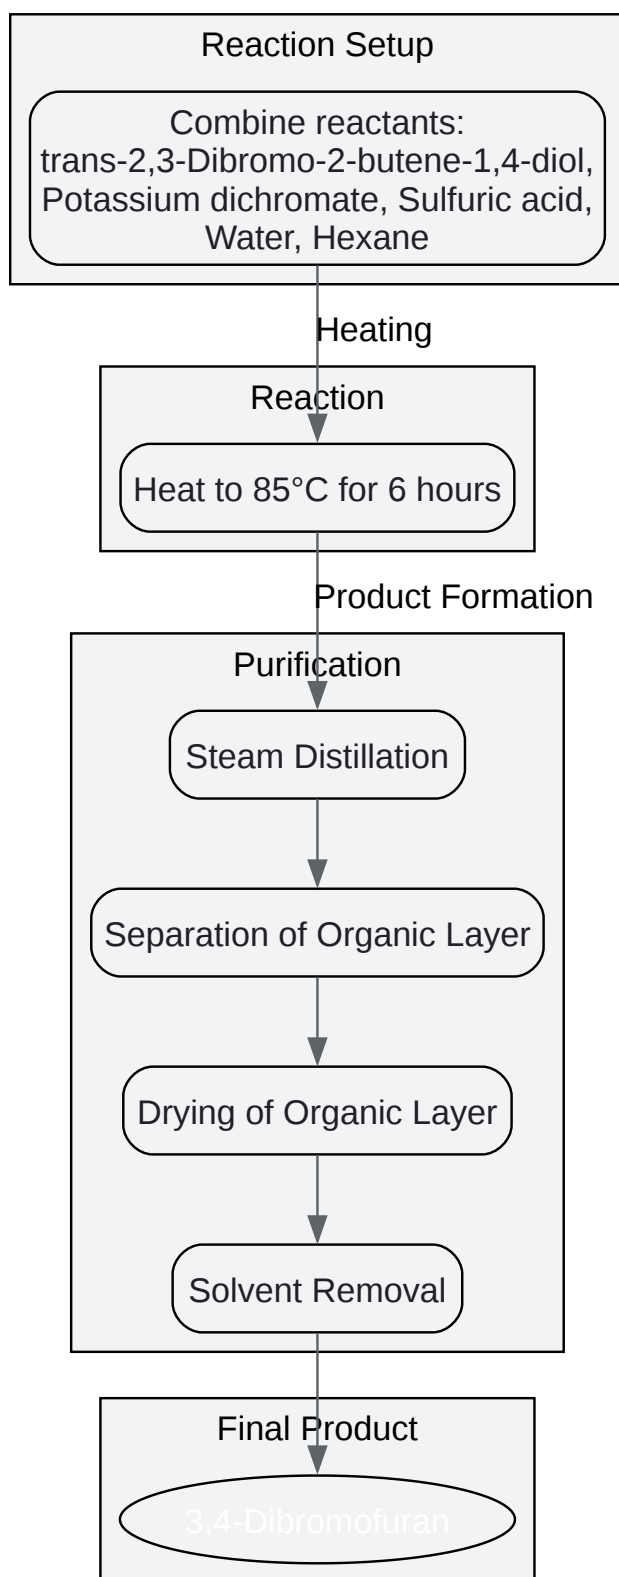 Reaction Setup
Combine reactants:
trans-2,3-Dibromo-2-butene-1,4-diol,
Potassium dichromate, Sulfuric acid,
Water, Hexane
Heating
Reaction
Heat to 85°C for 6 hours
Product Formation
Purification
Steam Distillation
Separation of Organic Layer
Drying of Organic Layer
Solvent Removal
Final Product
3,4-Dibromofuran